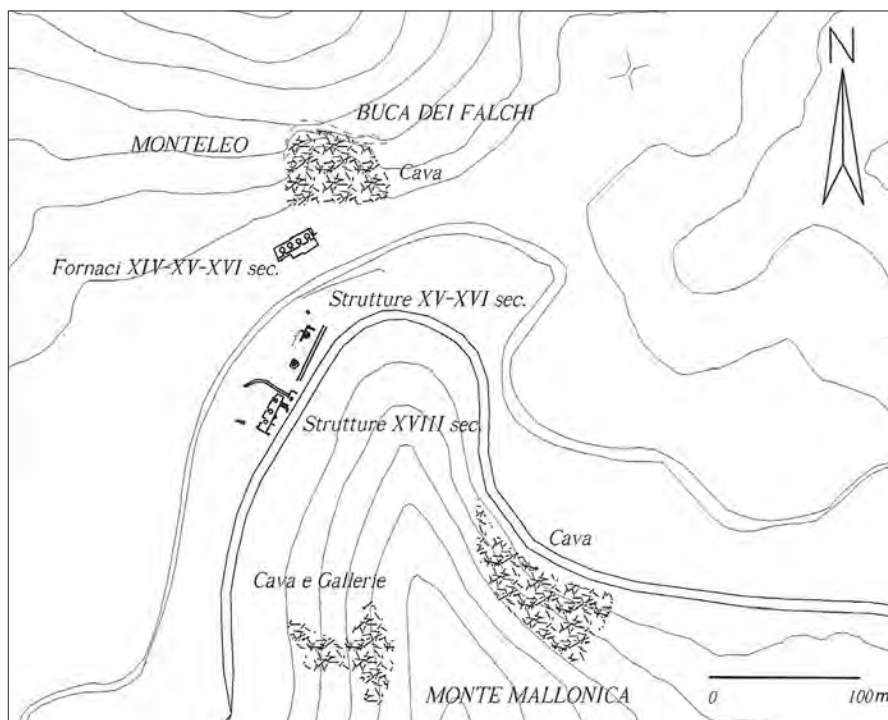 N
BUCA DEI FALCHI
MONTELEO
Cava
Fornaci XIV-XV-XVI sec.
Strutture XV-XVI sec.
Strutture XVIII sec.
Cava
Cava e Gallerie
MONTE MALLONICA
0 100m